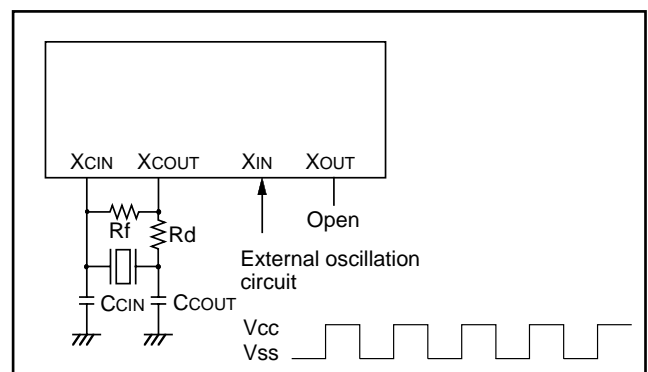 XCIN XCOUT XIN XOUT
Rf
Rd
Open
External oscillation
circuit
CCIN CCOUT
Vcc
Vss